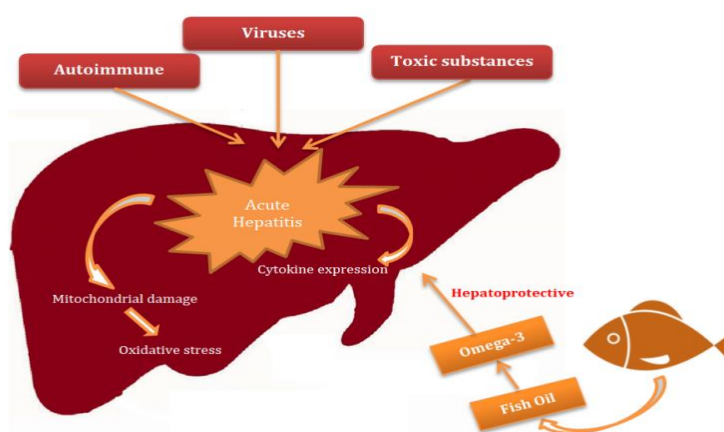 Viruses
Autoimmune
Toxic substances
Acute
Hepatitis
Cytokine expression
Mitochondrial damage
Oxidative stress
Hepatoprotective
Omega-3
Fish Oil